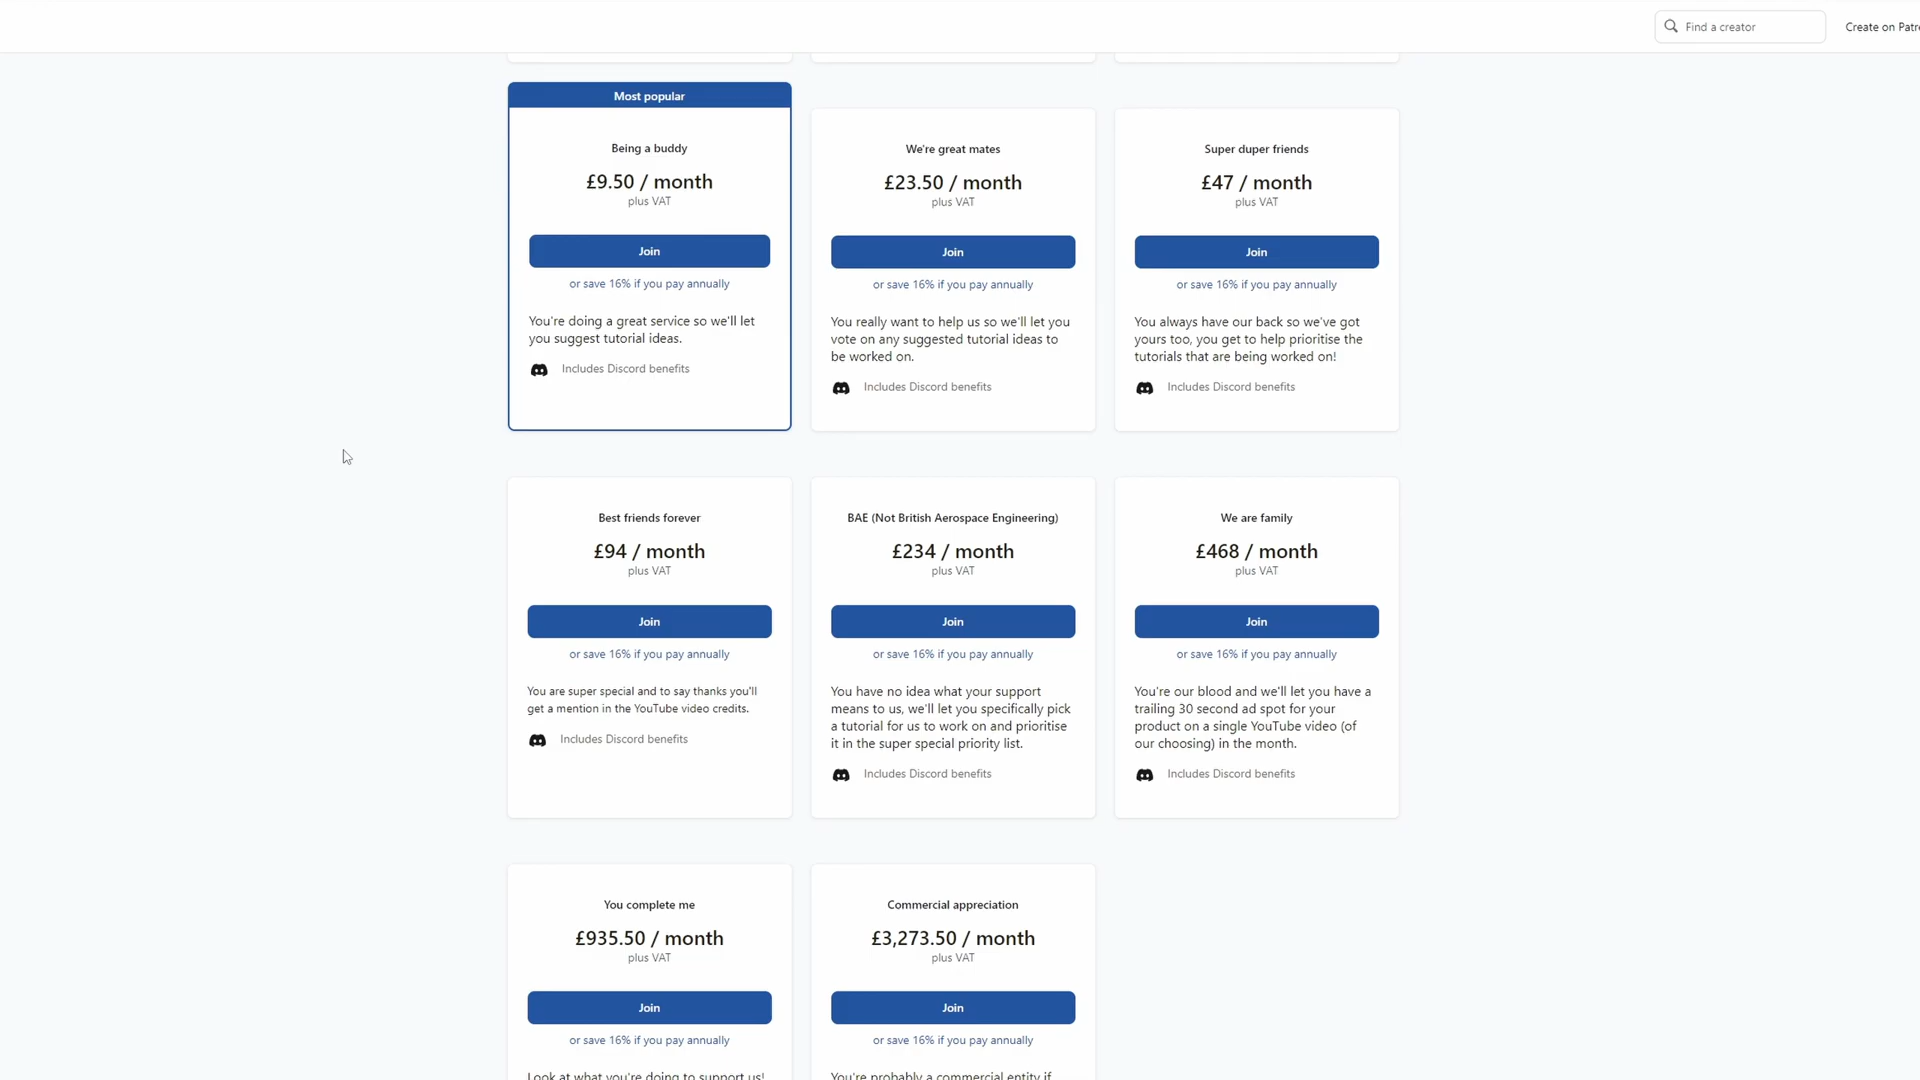 Find a creator
Create on Patre
Most popular
Being a buddy
£9.50 / month
plus VAT
Join
or save 16% if you pay annually
You're doing a great service so we'll let
you suggest tutorial ideas.
Includes Discord benefits
We're great mates
£23.50 / month
plus VAT
Join
or save 16% if you pay annually
You really want to help us so we'll let you
vote on any suggested tutorial ideas to
be worked on.
Includes Discord benefits
Super duper friends
£47 / month
plus VAT
Join
or save 16% if you pay annually
You always have our back so we've got
yours too, you get to help prioritise the
tutorials that are being worked on!
Includes Discord benefits
Best friends forever
£94 / month
plus VAT
Join
or save 16% if you pay annually
You are super special and to say thanks you'll
get a mention in the YouTube video credits.
Includes Discord benefits
BAE (Not British Aerospace Engineering)
£234 / month
plus VAT
Join
or save 16% if you pay annually
You have no idea what your support
means to us, we'll let you specifically pick
a tutorial for us to work on and prioritise
it in the super special priority list.
Includes Discord benefits
We are family
£468 / month
plus VAT
Join
or save 16% if you pay annually
You're our blood and we'll let you have a
trailing 30 second ad spot for your
product on a single YouTube video (of
our choosing) in the month.
Includes Discord benefits
You complete me
£935.50 / month
plus VAT
Join
or save 16% if you pay annually
Look at what you're doing to support us!
Commercial appreciation
£3,273.50 / month
plus VAT
Join
or save 16% if you pay annually
You're probably a commercial entity if